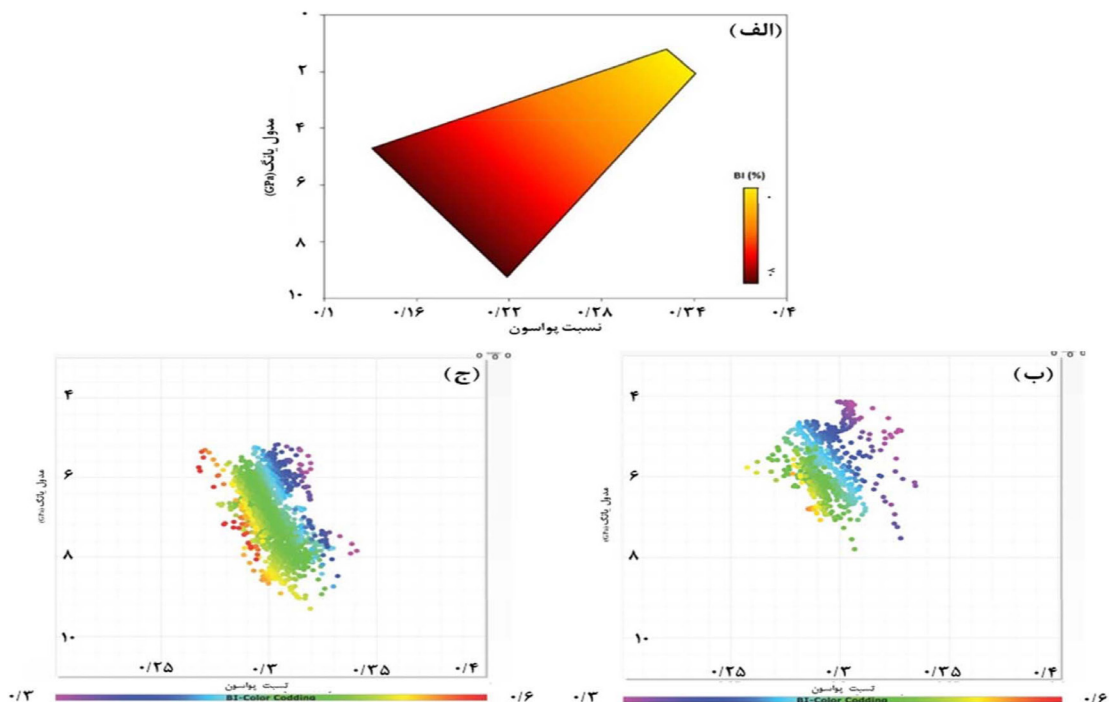 (الف)
۰
۲
۴
۶
۸
۱۰
مدول یانگ (GPa)
BI (%)
۰
۸۰
۰/۱ ۰/۱۶ ۰/۲۲ ۰/۲۸ ۰/۳۴ ۰/۴
نسبت پواسون
(ب)
۴
۶
۸
۱۰
مدول یانگ (GPa)
۰/۲۵ ۰/۳ ۰/۳۵ ۰/۴
نسبت پواسون
۰/۳ BI-Color Codding ۰/۶
(ج)
۴
۶
۸
۱۰
مدول یانگ (GPa)
۰/۲۵ ۰/۳ ۰/۳۵ ۰/۴
نسبت پواسون
۰/۳ BI-Color Codding ۰/۶